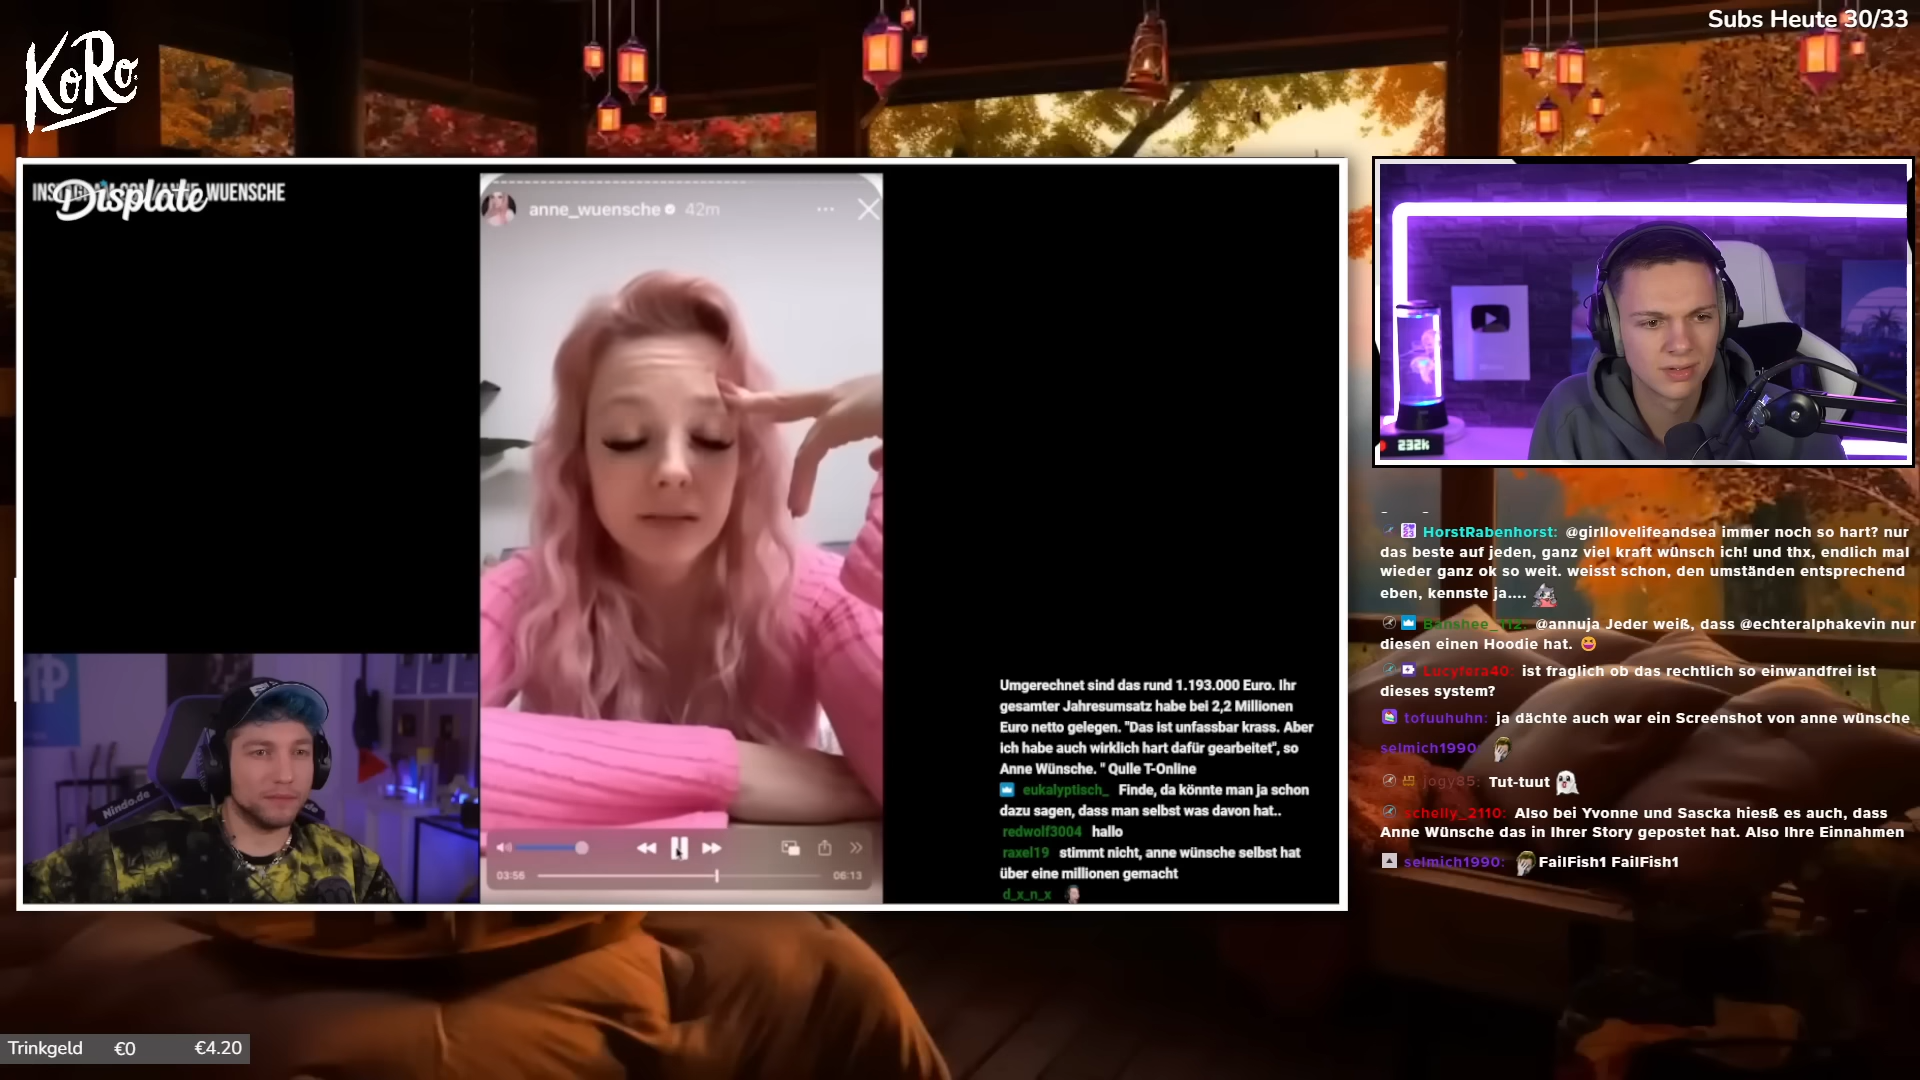 Subs Heute 30/33
KoRo
Displate
WUENSCHE
anne_wuensche 42m
Nindo.de
03:56
06:13
Umgerechnet sind das rund 1.193.000 Euro. Ihr
gesamter Jahresumsatz habe bei 2,2 Millionen
Euro netto gelegen. "Das ist unfassbar krass. Aber
ich habe auch wirklich hart dafür gearbeitet", so
Anne Wünsche. " Qulle T-Online
eukalyptisch_ Finde, da könnte man ja schon
dazu sagen, dass man selbst was davon hat..
redwolf3004 hallo
raxel19 stimmt nicht, anne wünsche selbst hat
über eine millionen gemacht
d_x_n_x
232k
HorstRabenhorst: @girllovelifeandsea immer noch so hart? nur
das beste auf jeden, ganz viel kraft wünsch ich! und thx, endlich mal
wieder ganz ok so weit. weisst schon, den umständen entsprechend
eben, kennste ja....
Banshee_112: @annuja Jeder weiß, dass @echteralphakevin nur
diesen einen Hoodie hat.
Lucyfera40: ist fraglich ob das rechtlich so einwandfrei ist
dieses system?
tofuuhuhn: ja dächte auch war ein Screenshot von anne wünsche
selmich1990:
jogy85: Tut-tuut
schelly_2110: Also bei Yvonne und Sascka hiesß es auch, dass
Anne Wünsche das in Ihrer Story gepostet hat. Also Ihre Einnahmen
selmich1990: FailFish1 FailFish1
Trinkgeld €0 €4.20